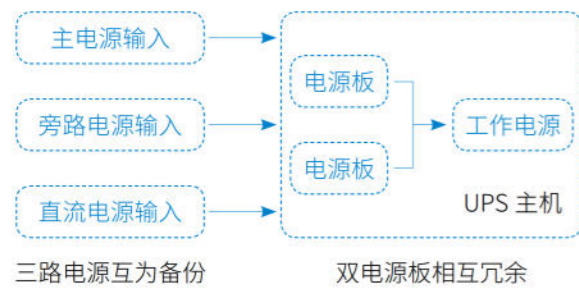 主电源输入
旁路电源输入
直流电源输入
电源板
电源板
工作电源
UPS 主机
三路电源互为备份
双电源板相互冗余